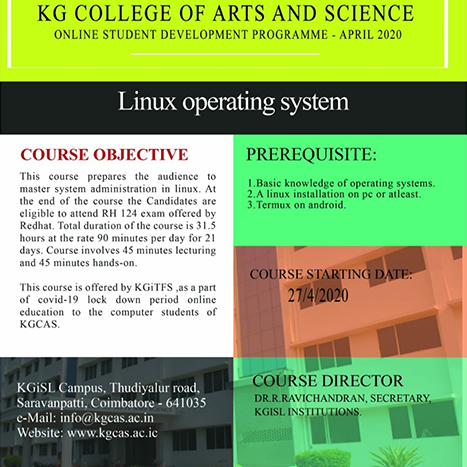 KG COLLEGE OF ARTS AND SCIENCE
ONLINE STUDENT DEVELOPMENT PROGRAMME - APRIL 2020
Linux operating system
COURSE OBJECTIVE
This course prepares the audience to
master system administration in linux. At
the end of the course the Candidates are
eligible to attend RH 124 exam offered by
Redhat. Total duration of the course is 31.5
hours at the rate 90 minutes per day for 21
days. Course involves 45 minutes lecturing
and 45 minutes hands-on.
This course is offered by KGiTFS ,as a part
of covid-19 lock down period online
education to the computer students of
KGCAS.
KGiSL Campus, Thudiyalur road,
Saravanpatti, Coimbatore - 641035
e-Mail: info@kgcas.ac.in
Website: www.kgcas.ac.ic
PREREQUISITE:
1.Basic knowledge of operating systems.
2.A linux installation on pc or atleast.
3.Termux on android.
COURSE STARTING DATE:
27/4/2020
COURSE DIRECTOR
DR.R.RAVICHANDRAN, SECRETARY,
KGISL INSTITUTIONS.